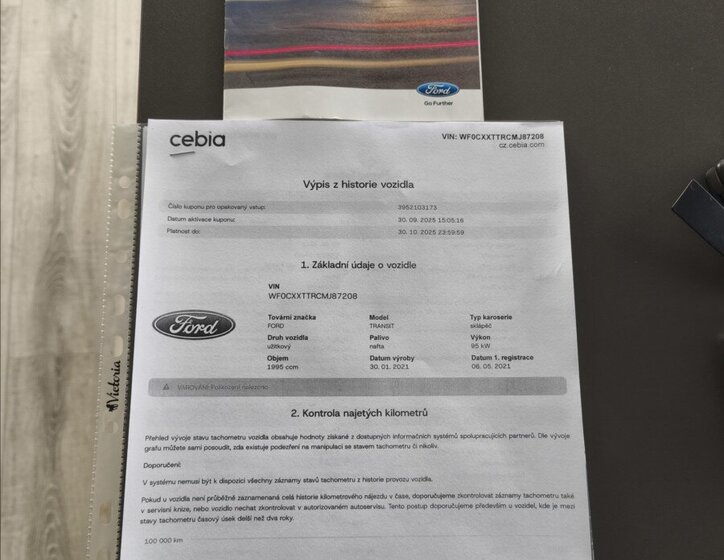 Ford
Go Further
cebia
VIN: WF0CXXTTRCMJ87208
cz.cebia.com
Výpis z historie vozidla
Číslo kuponu pro opakovaný vstup: 3952103173
Datum aktivace kuponu: 30. 09. 2025 15:05:16
Platnost do: 30. 10. 2025 23:59:59
1. Základní údaje o vozidle
VIN
WF0CXXTTRCMJ87208
Ford
Tovární značka Model Typ karoserie
FORD TRANSIT sklápěč
Druh vozidla Palivo Výkon
užitkový nafta 95 kW
Objem Datum výroby Datum 1. registrace
1995 ccm 30. 01. 2021 06. 05. 2021
VAROVÁNÍ: Poškození nalezeno
Victoria
2. Kontrola najetých kilometrů
Přehled vývoje stavu tachometru vozidla obsahuje hodnoty získané z dostupných informačních systémů spolupracujících partnerů. Dle vývoje
grafu můžete sami posoudit, zda existuje podezření na manipulaci se stavem tachometru či nikoliv.
Doporučení:
V systému nemusí být k dispozici všechny záznamy stavů tachometru z historie provozu vozidla.
Pokud u vozidla není průběžně zaznamenaná celá historie kilometrového nájezdu v čase, doporučujeme zkontrolovat záznamy tachometru také
v servisní knize, nebo vozidlo nechat zkontrolovat v autorizovaném autoservisu. Tento postup doporučujeme především u vozidel, kde je mezi
stavy tachometru časový úsek delší než dva roky.
100 000 km